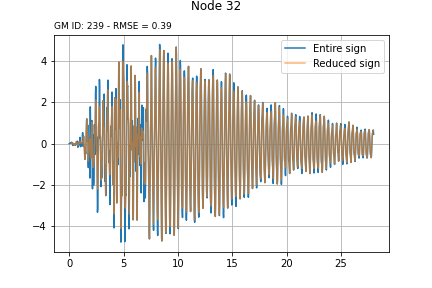 Node 32
GM ID: 239 - RMSE = 0.39
Entire sign
Reduced sign
4
2
0
−2
−4
0 5 10 15 20 25